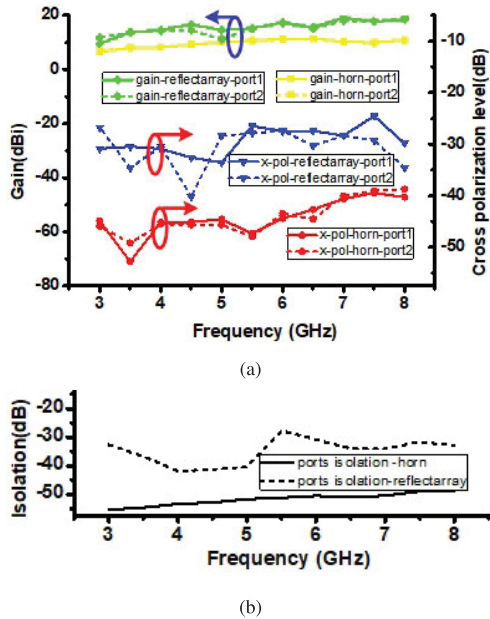 20
0
-20
-40
-60
-80
Gain(dBi)
-10
-20
-30
-40
-50
Cross polarization level(dB)
gain-reflectarray-port1
gain-reflectarray-port2
gain-horn-port1
gain-horn-port2
x-pol-reflectarray-port1
x-pol-reflectarray-port2
x-pol-horn-port1
x-pol-horn-port2
3 4 5 6 7 8
Frequency (GHz)
(a)
-20
-30
-40
-50
Isolation(dB)
ports isolation-horn
ports isolation-reflectarray
3 4 5 6 7 8
Frequency (GHz)
(b)